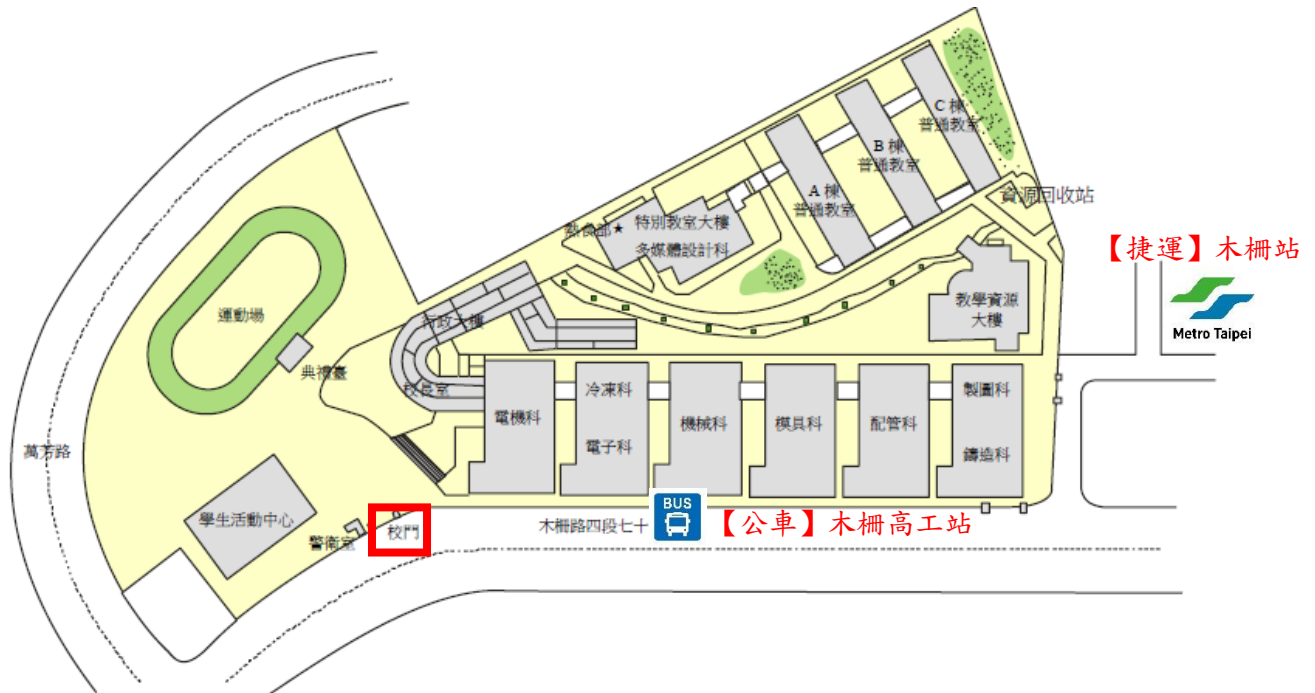 C 棟
普通教室
B 棟
普通教室
A 棟
普通教室
資源回收站
熱食部★
特別教室大樓
多媒體設計科
【捷運】木柵站
Metro Taipei
教學資源
大樓
運動場
行政大樓
典禮臺
校長室
電機科
冷凍科
電子科
機械科
模具科
配管科
製圖科
鑄造科
萬芳路
學生活動中心
警衛室
校門
木柵路四段七十
BUS
【公車】木柵高工站